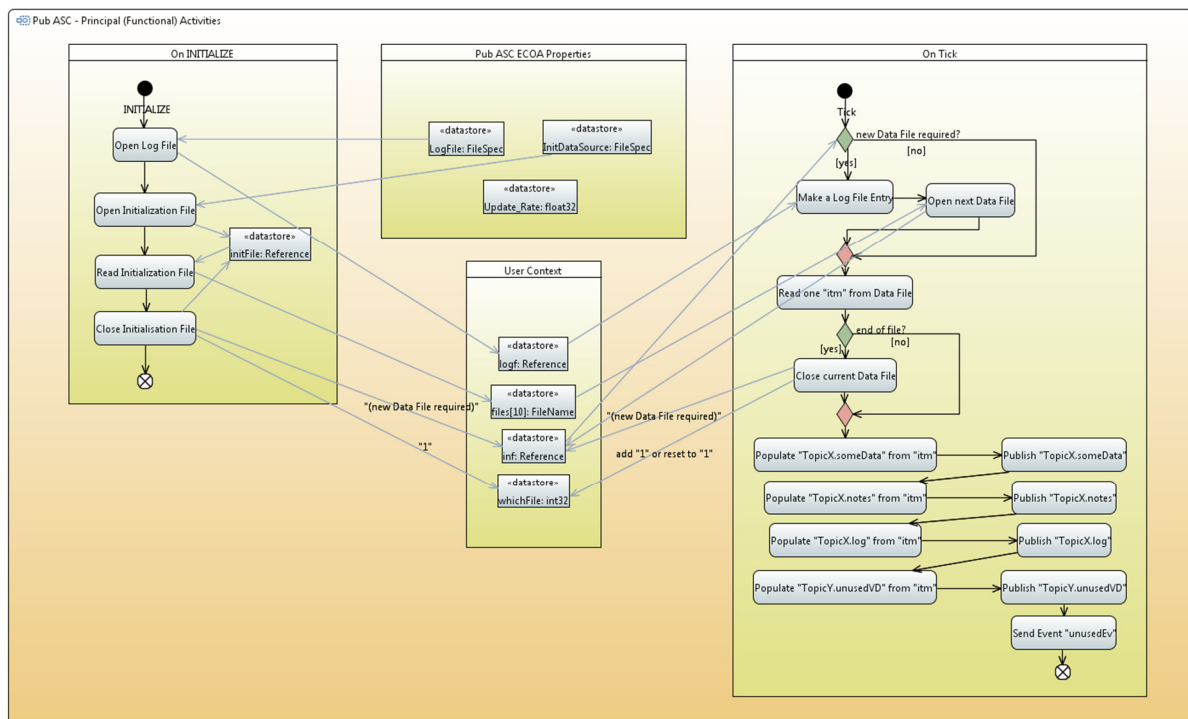 Pub ASC - Principal (Functional) Activities
On INITIALIZE
INITIALIZE
Open Log File
Open Initialization File
«datastore»
initFile: Reference
Read Initialization File
Close Initialisation File
Pub ASC ECOA Properties
«datastore»
LogFile: FileSpec
«datastore»
InitDataSource: FileSpec
«datastore»
Update_Rate: float32
User Context
«datastore»
logf: Reference
«datastore»
files[10]: FileName
"(new Data File required)"
«datastore»
inf: Reference
"1"
«datastore»
whichFile: int32
"(new Data File required)"
add "1" or reset to "1"
On Tick
Tick
new Data File required?
[no]
[yes]
Make a Log File Entry
Open next Data File
Read one "itm" from Data File
end of file?
[no]
[yes]
Close current Data File
Populate "TopicX.someData" from "itm"
Publish "TopicX.someData"
Populate "TopicX.notes" from "itm"
Publish "TopicX.notes"
Populate "TopicX.log" from "itm"
Publish "TopicX.log"
Populate "TopicY.unusedVD" from "itm"
Publish "TopicY.unusedVD"
Send Event "unusedEv"